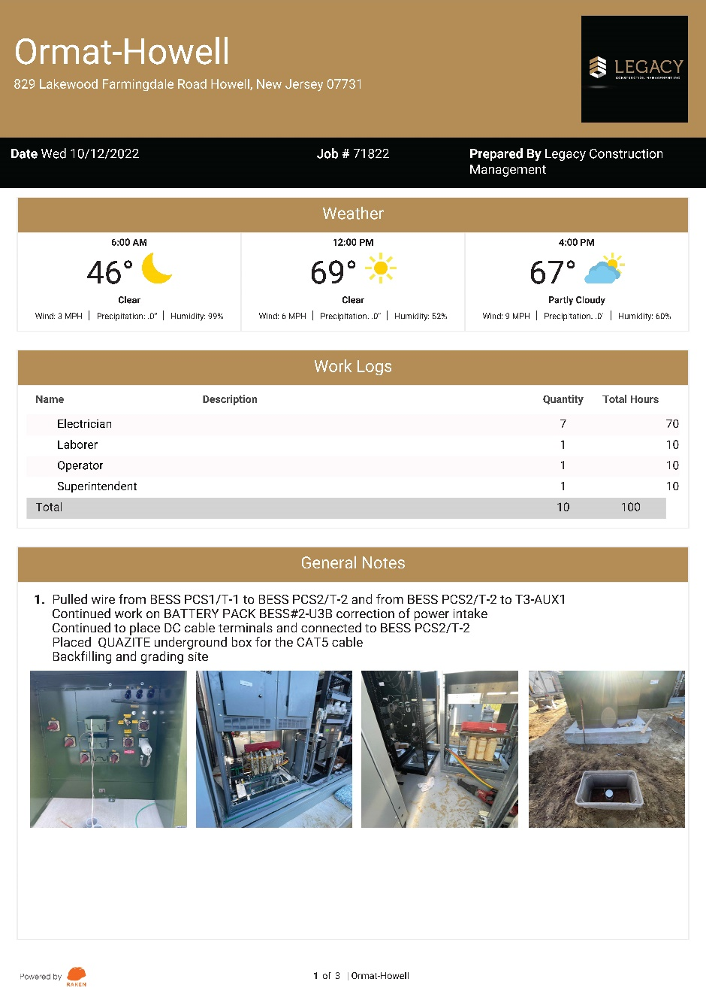 Ormat-Howell
829 Lakewood Farmingdale Road Howell, New Jersey 07731
LEGACY
CONSTRUCTION MANAGEMENT INC
Date Wed 10/12/2022
Job # 71822
Prepared By Legacy Construction
Management
Weather
6:00 AM
12:00 PM
4:00 PM
46°
69°
67°
Clear
Clear
Partly Cloudy
Wind: 3 MPH | Precipitation: .0" | Humidity: 99%
Wind: 6 MPH | Precipitation: .0" | Humidity: 52%
Wind: 9 MPH | Precipitation: .0" | Humidity: 60%
Work Logs
Name Description Quantity Total Hours
Electrician 7 70
Laborer 1 10
Operator 1 10
Superintendent 1 10
Total 10 100
General Notes
1. Pulled wire from BESS PCS1/T-1 to BESS PCS2/T-2 and from BESS PCS2/T-2 to T3-AUX1
Continued work on BATTERY PACK BESS#2-U3B correction of power intake
Continued to place DC cable terminals and connected to BESS PCS2/T-2
Placed QUAZITE underground box for the CAT5 cable
Backfilling and grading site
Powered by RAKEN
1 of 3 | Ormat-Howell